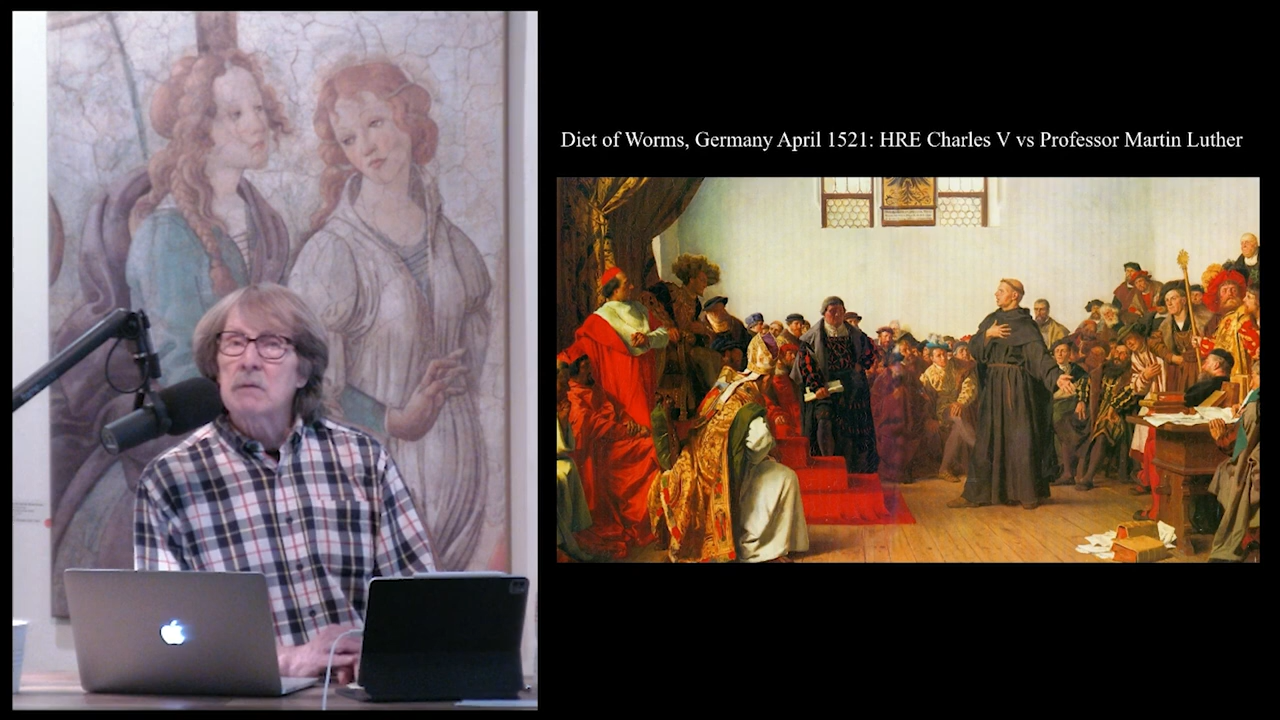 Diet of Worms, Germany April 1521: HRE Charles V vs Professor Martin Luther